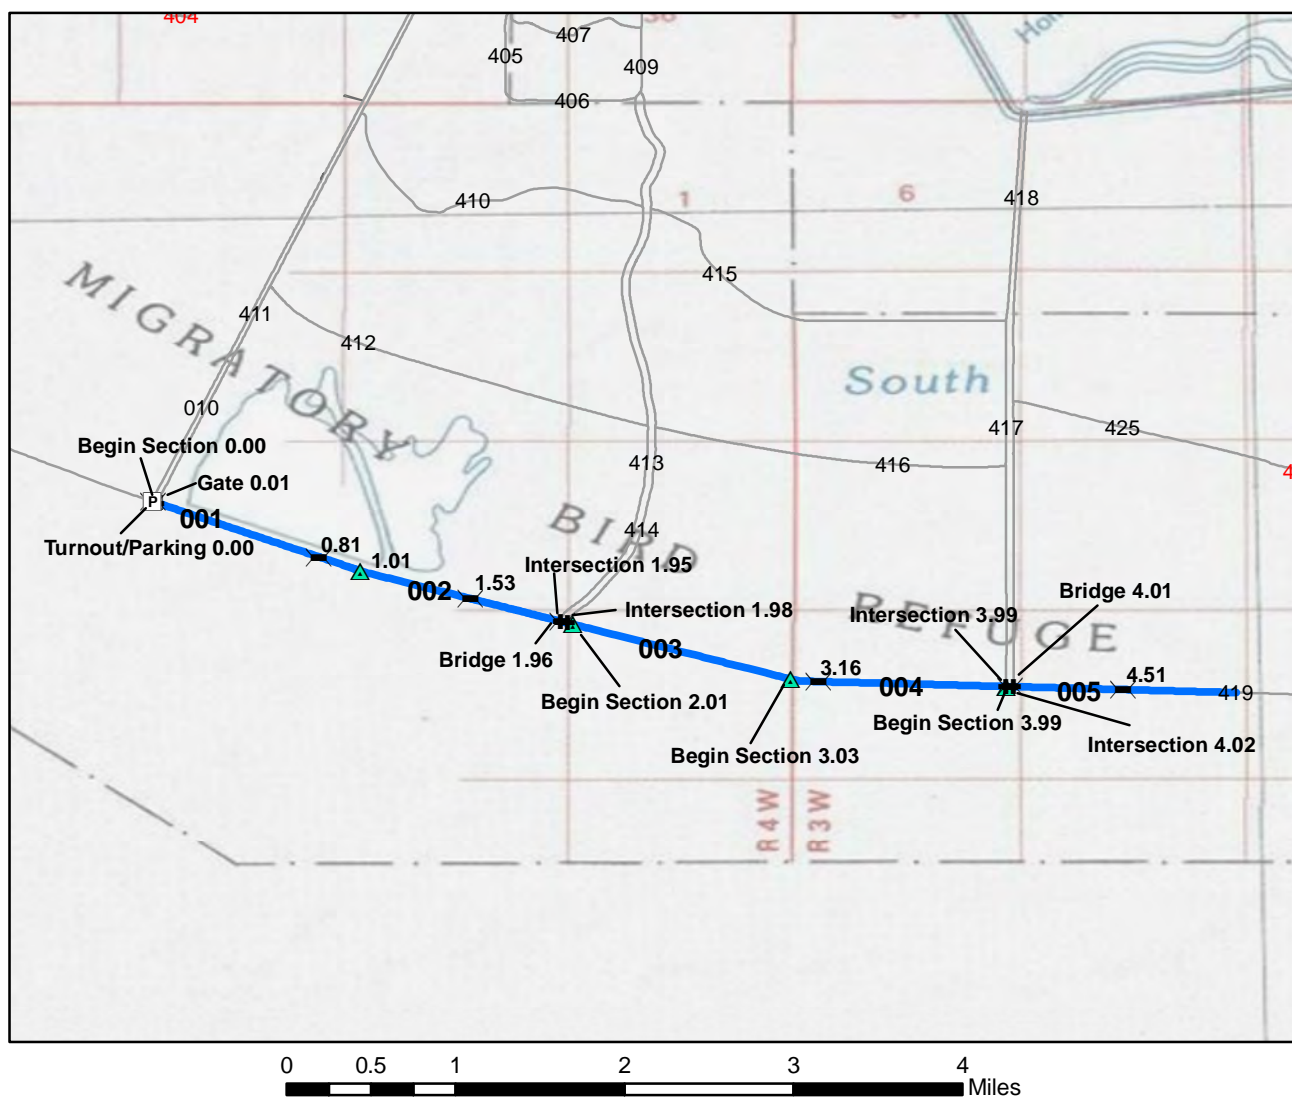 404
36
407
405
409
406
410
1
6
418
415
MIGRATORY
411
412
South
010
Begin Section 0.00
417
425
413
416
Gate 0.01
P
001
BIRD
414
Turnout/Parking 0.00
0.81
1.01
Intersection 1.95
002
1.53
Intersection 1.98
Intersection 3.99
Bridge 4.01
REFUGE
Bridge 1.96
003
3.16
004
005
4.51
419
Begin Section 2.01
Begin Section 3.99
Begin Section 3.03
Intersection 4.02
R4W
R3W
0 0.5 1 2 3 4
Miles